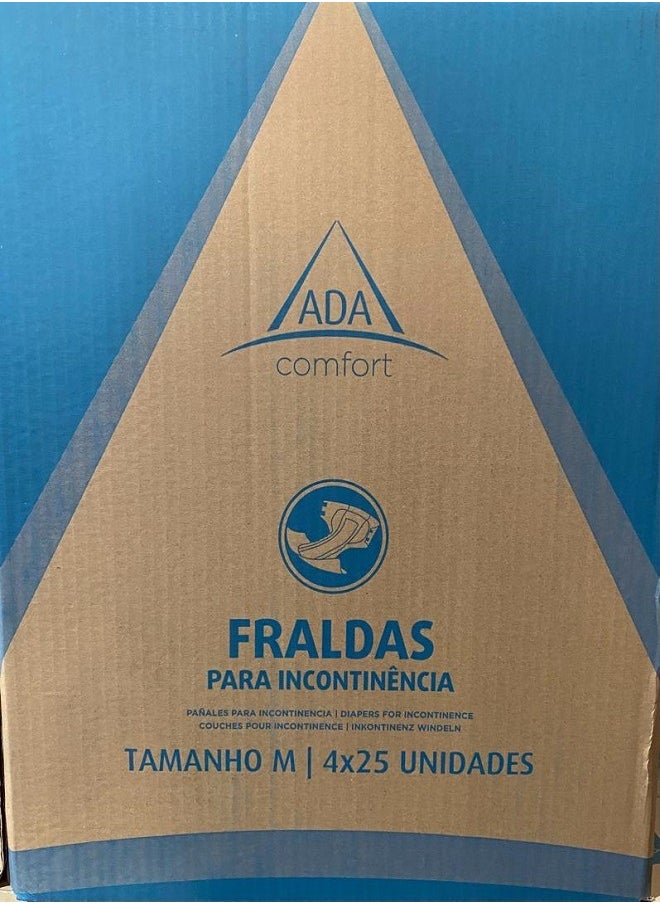 ADA
comfort
FRALDAS
PARA INCONTINÊNCIA
PAÑALES PARA INCONTINENCIA | DIAPERS FOR INCONTINENCE
COUCHES POUR INCONTINENCE | INKONTINENZ WINDELN
TAMANHO M | 4x25 UNIDADES